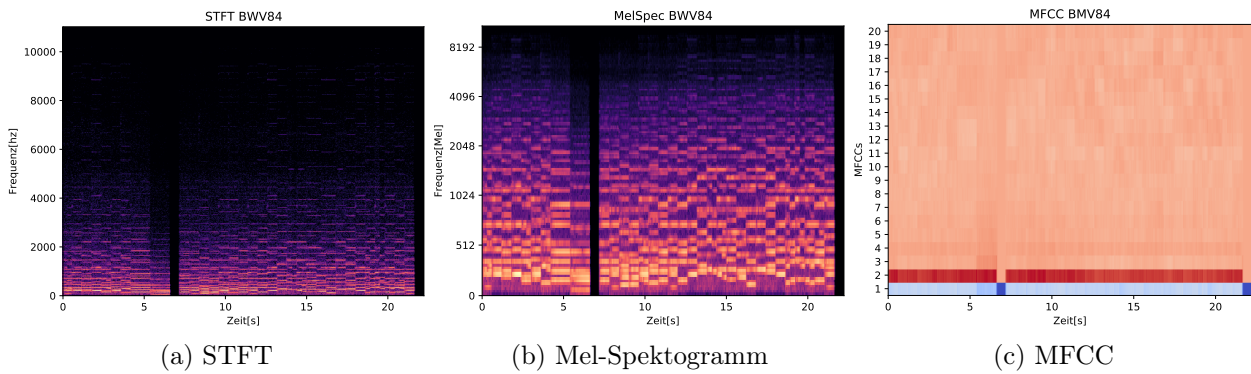 STFT BWV84
10000
8000
6000
4000
2000
0
Frequenz[hz]
0 5 10 15 20
Zeit[s]
(a) STFT
MelSpec BWV84
8192
4096
2048
1024
512
0
Frequenz[Mel]
0 5 10 15 20
Zeit[s]
(b) Mel-Spektogramm
MFCC BMV84
20
19
18
17
16
15
14
13
12
11
10
9
8
7
6
5
4
3
2
1
MFCCs
0 5 10 15 20
Zeit[s]
(c) MFCC